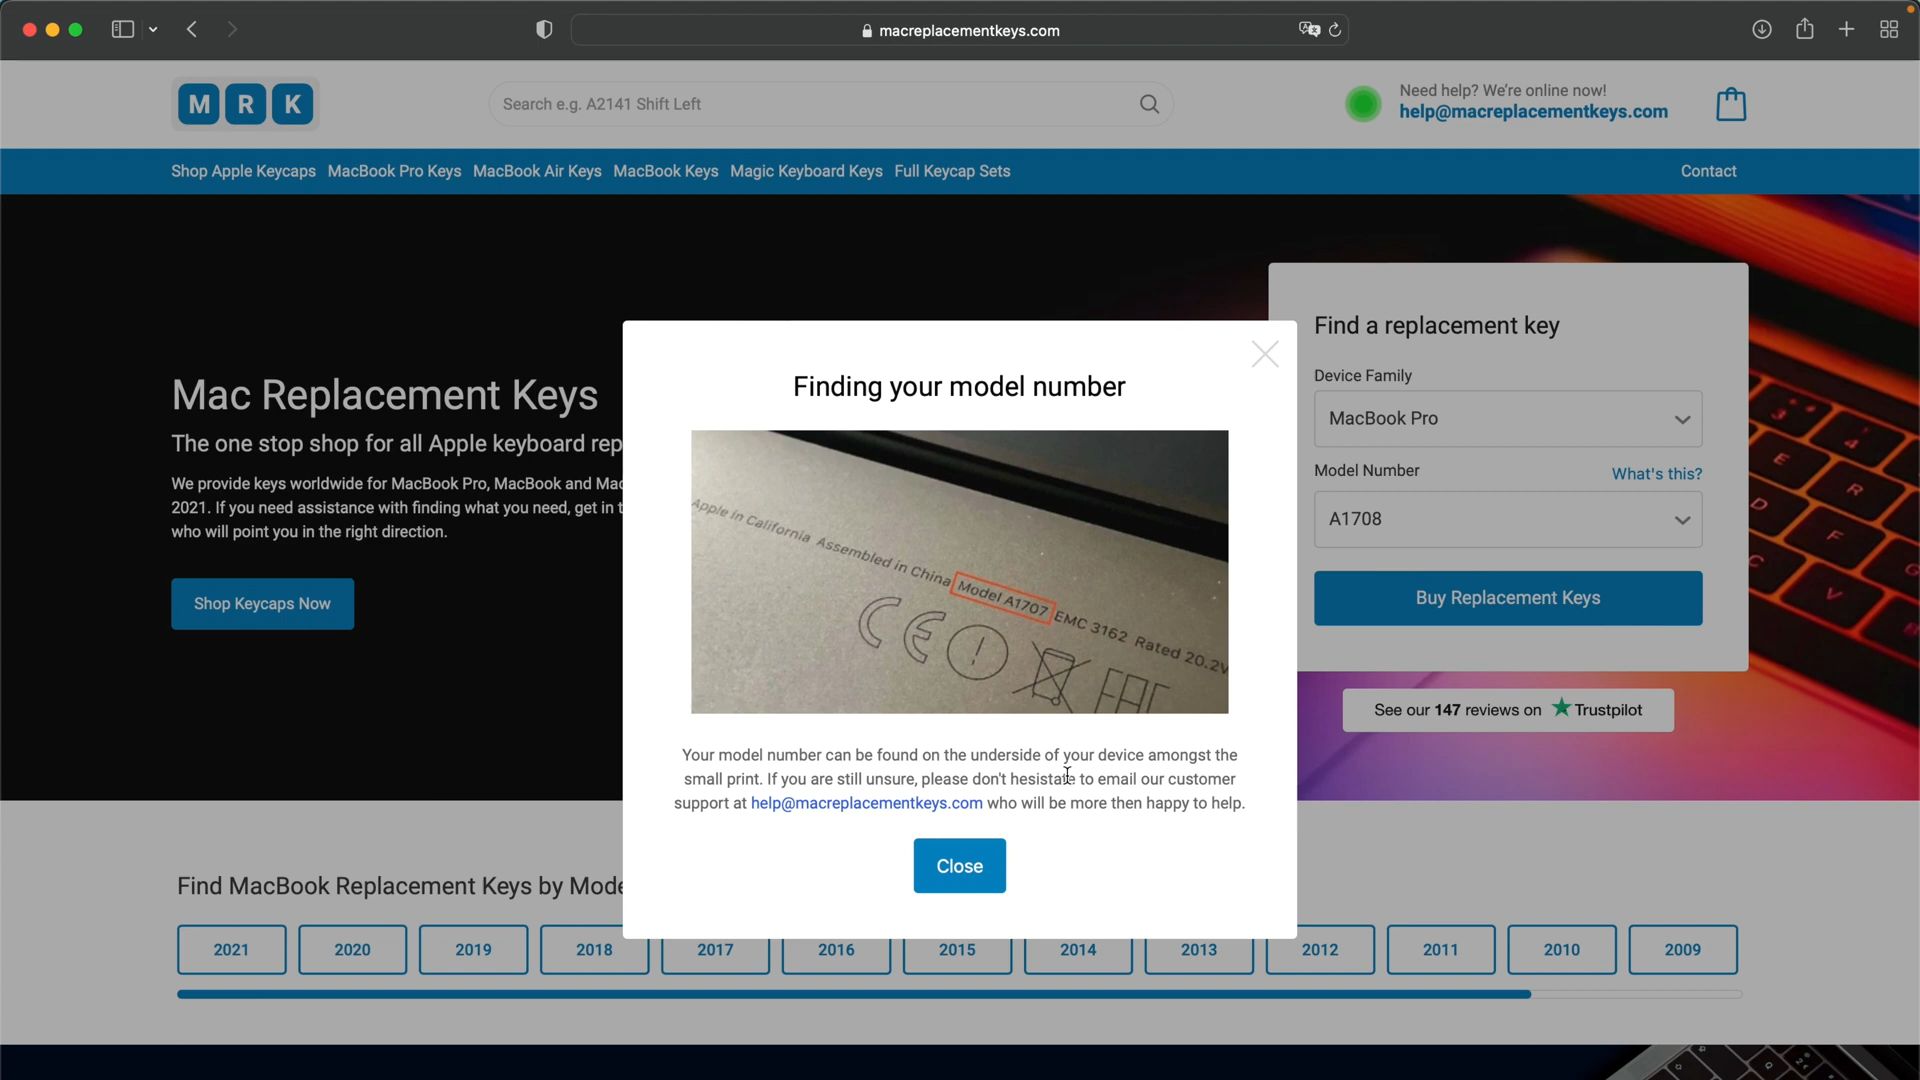 macreplacementkeys.com
M R K
Search e.g. A2141 Shift Left
Need help? We're online now!
help@macreplacementkeys.com
Shop Apple Keycaps MacBook Pro Keys MacBook Air Keys MacBook Keys Magic Keyboard Keys Full Keycap Sets Contact
Mac Replacement Keys
The one stop shop for all Apple keyboard rep
We provide keys worldwide for MacBook Pro, MacBook and Mac
2021. If you need assistance with finding what you need, get in t
who will point you in the right direction.
Shop Keycaps Now
Finding your model number
Apple in California Assembled in China Model A1707 EMC 3162 Rated 20.2V
CE EAC
Your model number can be found on the underside of your device amongst the
small print. If you are still unsure, please don't hesistate to email our customer
support at help@macreplacementkeys.com who will be more then happy to help.
Close
Find a replacement key
Device Family
MacBook Pro
Model Number What's this?
A1708
Buy Replacement Keys
See our 147 reviews on Trustpilot
3 4
E R
D F
C V
Find MacBook Replacement Keys by Mode
2021 2020 2019 2018 2017 2016 2015 2014 2013 2012 2011 2010 2009